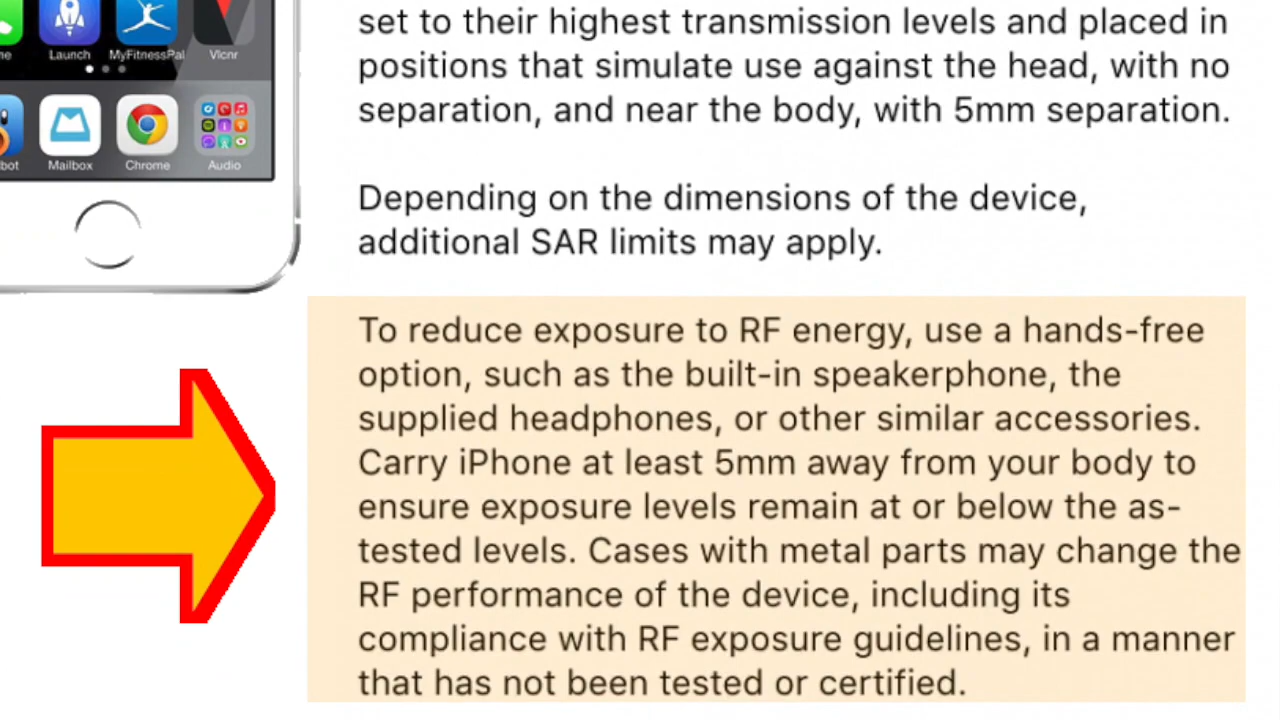 Launch
MyFitnessPal
Vlcnr
bot
Mailbox
Chrome
Audio
set to their highest transmission levels and placed in
positions that simulate use against the head, with no
separation, and near the body, with 5mm separation.
Depending on the dimensions of the device,
additional SAR limits may apply.
To reduce exposure to RF energy, use a hands-free
option, such as the built-in speakerphone, the
supplied headphones, or other similar accessories.
Carry iPhone at least 5mm away from your body to
ensure exposure levels remain at or below the as-
tested levels. Cases with metal parts may change the
RF performance of the device, including its
compliance with RF exposure guidelines, in a manner
that has not been tested or certified.